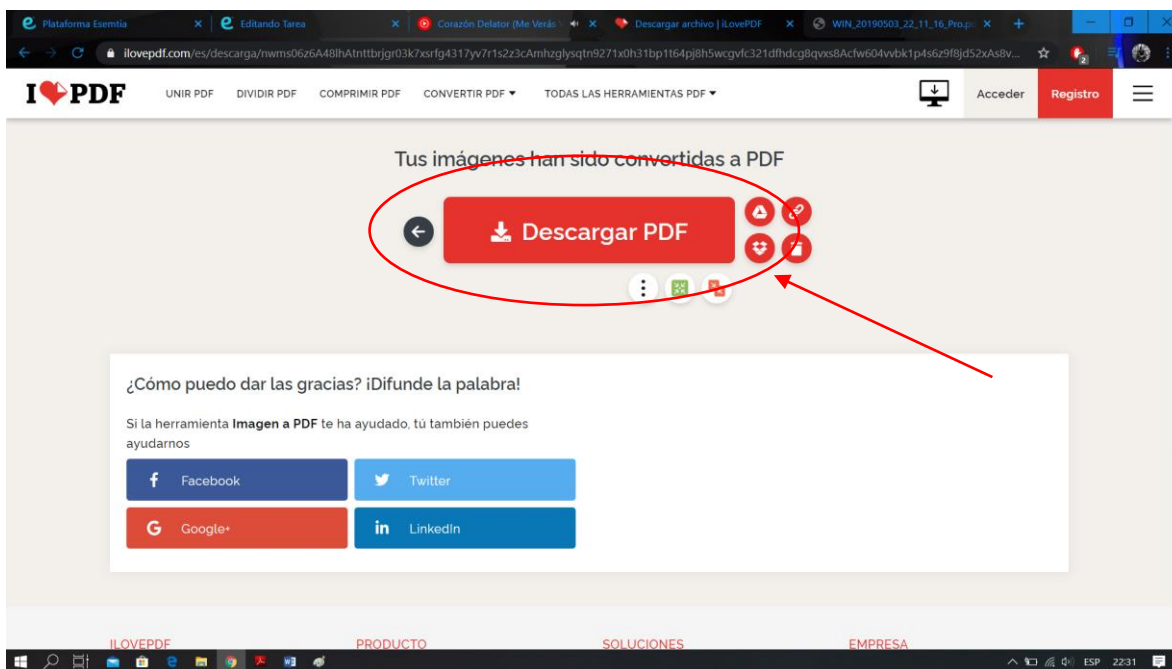 Plataforma Esemtia
Editando Tarea
Corazón Delator (Me Verás
Descargar archivo | iLovePDF
WIN_20190503_22_11_16_Pro.p
ilovepdf.com/es/descarga/
I PDF
UNIR PDF DIVIDIR PDF COMPRIMIR PDF CONVERTIR PDF TODAS LAS HERRAMIENTAS PDF
Acceder Registro
Tus imágenes han sido convertidas a PDF
Descargar PDF
¿Cómo puedo dar las gracias? ¡Difunde la palabra!
Si la herramienta Imagen a PDF te ha ayudado, tú también puedes
ayudarnos
Facebook Twitter
Google+ LinkedIn
ILOVEPDF PRODUCTO SOLUCIONES EMPRESA
ESP 22:31